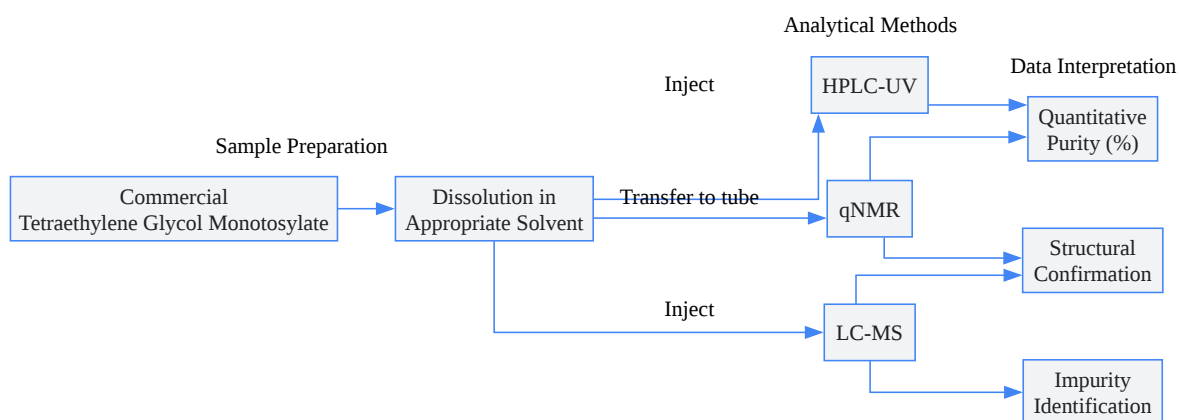 Analytical Methods
Inject
HPLC-UV
Data Interpretation
Quantitative
Purity (%)
Sample Preparation
Commercial
Tetraethylene Glycol Monotosylate
Dissolution in
Appropriate Solvent
Transfer to tube
qNMR
Structural
Confirmation
Inject
LC-MS
Impurity
Identification